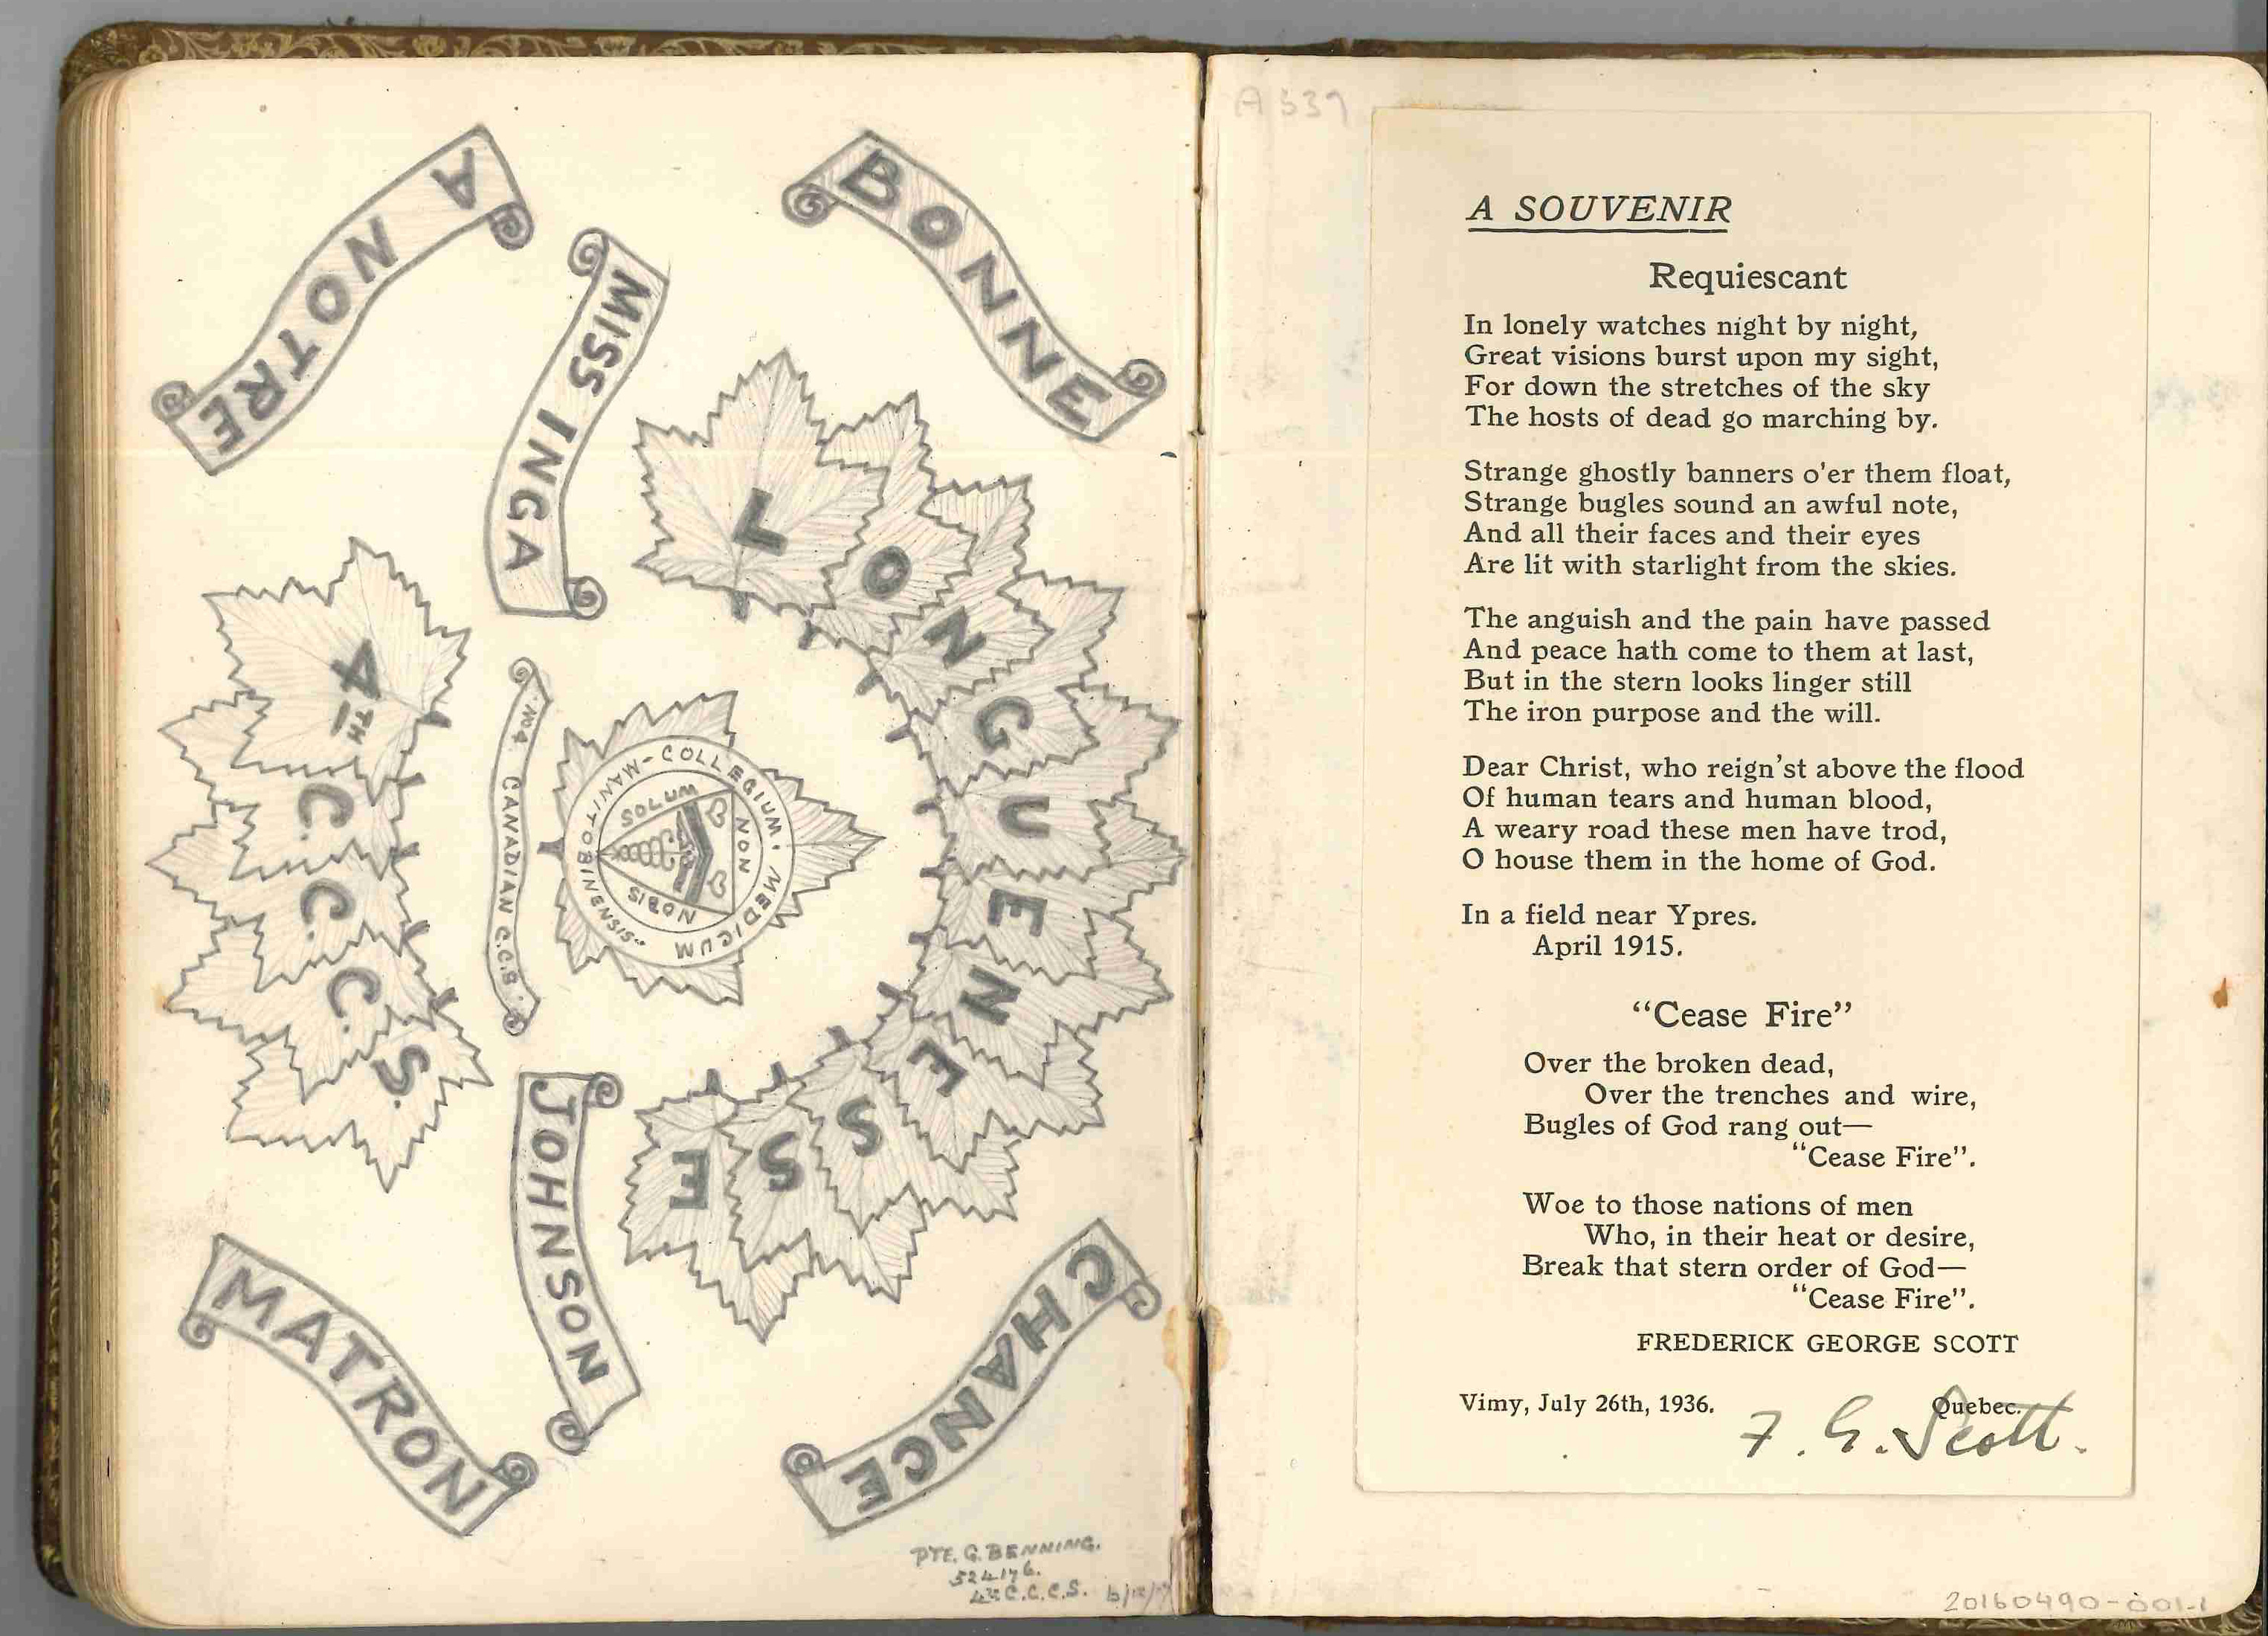 A NOTRE
BONNE
MISS INGA
LONGUENESSE
4TH C.C.C.S.
NO 4 CANADIAN C.C.S.
COLLEGIUM MEDICUM MANITOBINENSIS
NON NOBIS SOLUM
JOHNSON
MATRON
CHANCE
PTE. G. BENNING.
524176.
4TH C.C.C.S.
A 537
A SOUVENIR
Requiescant
In lonely watches night by night,
Great visions burst upon my sight,
For down the stretches of the sky
The hosts of dead go marching by.
Strange ghostly banners o'er them float,
Strange bugles sound an awful note,
And all their faces and their eyes
Are lit with starlight from the skies.
The anguish and the pain have passed
And peace hath come to them at last,
But in the stern looks linger still
The iron purpose and the will.
Dear Christ, who reign'st above the flood
Of human tears and human blood,
A weary road these men have trod,
O house them in the home of God.
In a field near Ypres.
April 1915.
“Cease Fire”
Over the broken dead,
Over the trenches and wire,
Bugles of God rang out—
“Cease Fire”.
Woe to those nations of men
Who, in their heat or desire,
Break that stern order of God—
“Cease Fire”.
FREDERICK GEORGE SCOTT
Vimy, July 26th, 1936. Quebec.
F. G. Scott.
20160490-001-1